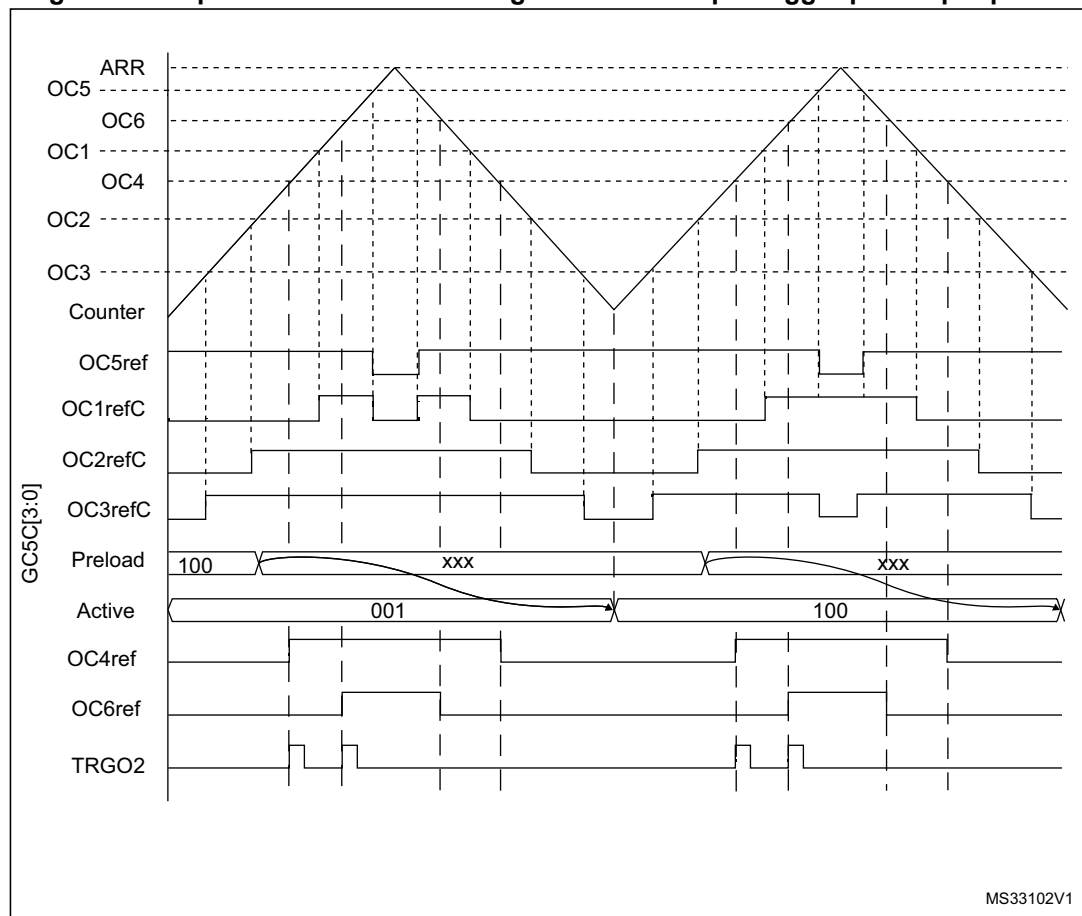 ARR
OC5
OC6
OC1
OC4
OC2
OC3
Counter
OC5ref
OC1refC
OC2refC
OC3refC
GC5C[3:0]
Preload 100 xxx xxx
Active 001 100
OC4ref
OC6ref
TRGO2
MS33102V1